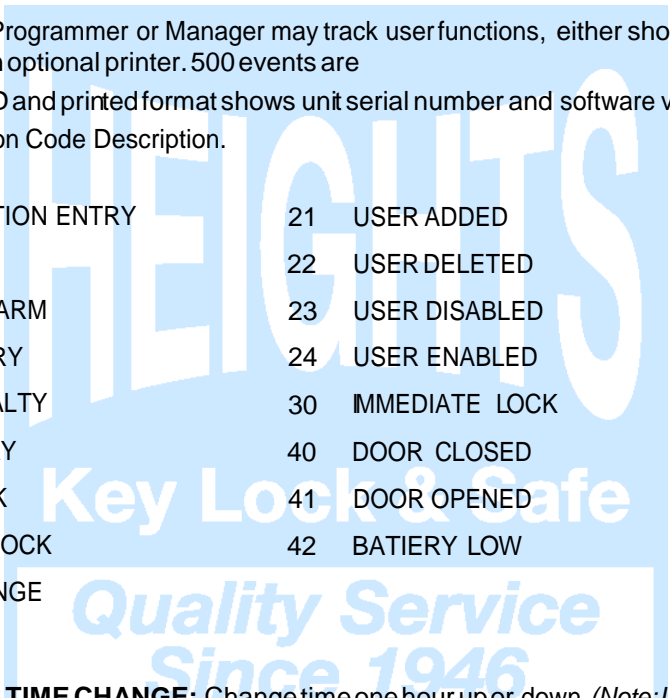 Programmer or Manager may track user functions, either sho
optional printer. 500 events are
D and printed format shows unit serial number and software v
on Code Description.
HEIGHTS
TION ENTRY 21 USER ADDED
22 USER DELETED
ARM 23 USER DISABLED
RY 24 USER ENABLED
ALTY 30 IMMEDIATE LOCK
Y 40 DOOR CLOSED
Key Lock & Safe
K 41 DOOR OPENED
OCK 42 BATIERY LOW
NGE
Quality Service
Since 1946
TIME CHANGE: Change time one hour up or down. (Note: